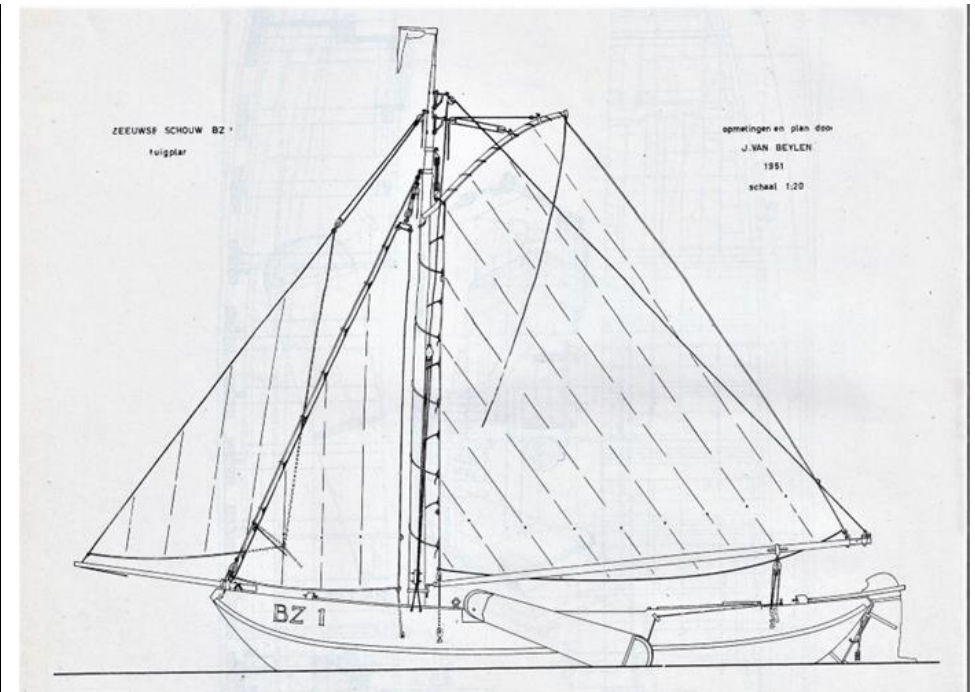 ZEEUWSE SCHOUW BZ 1
tuigplan
opmetingen en plan door
J. VAN BEYLEN
1951
schaal 1:20
BZ 1